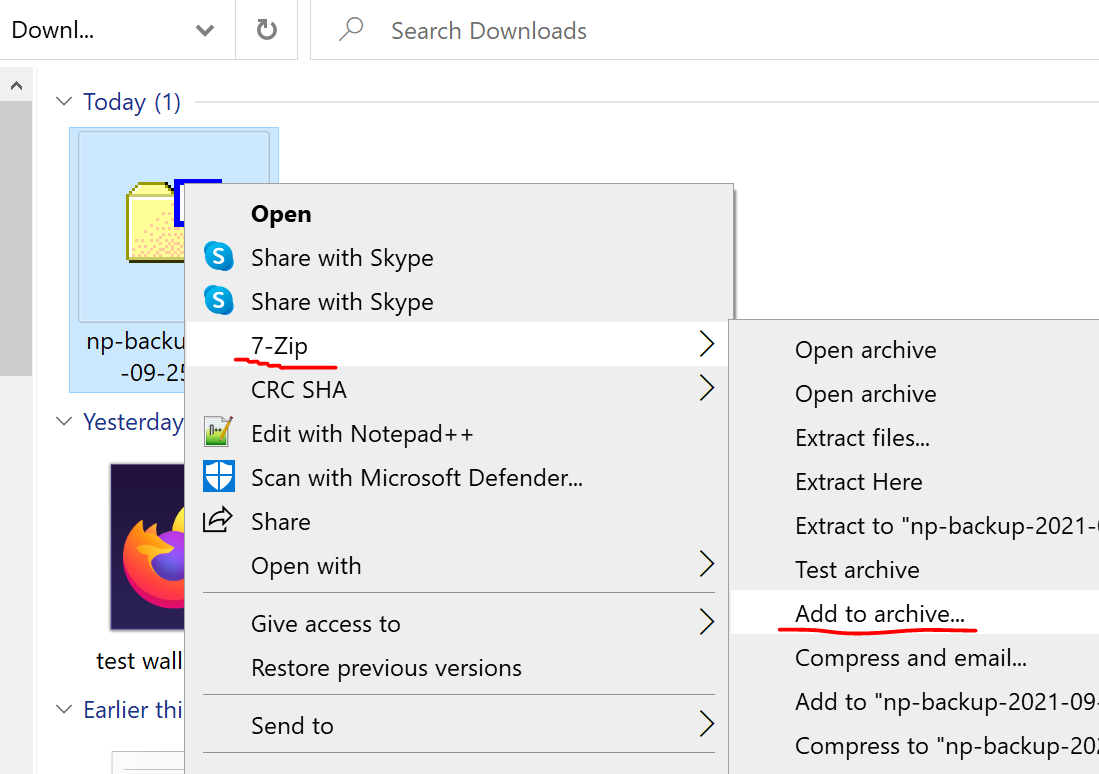 Downl...
Search Downloads
Today (1)
np-backu
-09-25
Yesterday
test wall
Earlier thi
Open
Share with Skype
Share with Skype
7-Zip
CRC SHA
Edit with Notepad++
Scan with Microsoft Defender...
Share
Open with
Give access to
Restore previous versions
Send to
Open archive
Open archive
Extract files...
Extract Here
Extract to "np-backup-2021-0
Test archive
Add to archive...
Compress and email...
Add to "np-backup-2021-09-
Compress to "np-backup-202